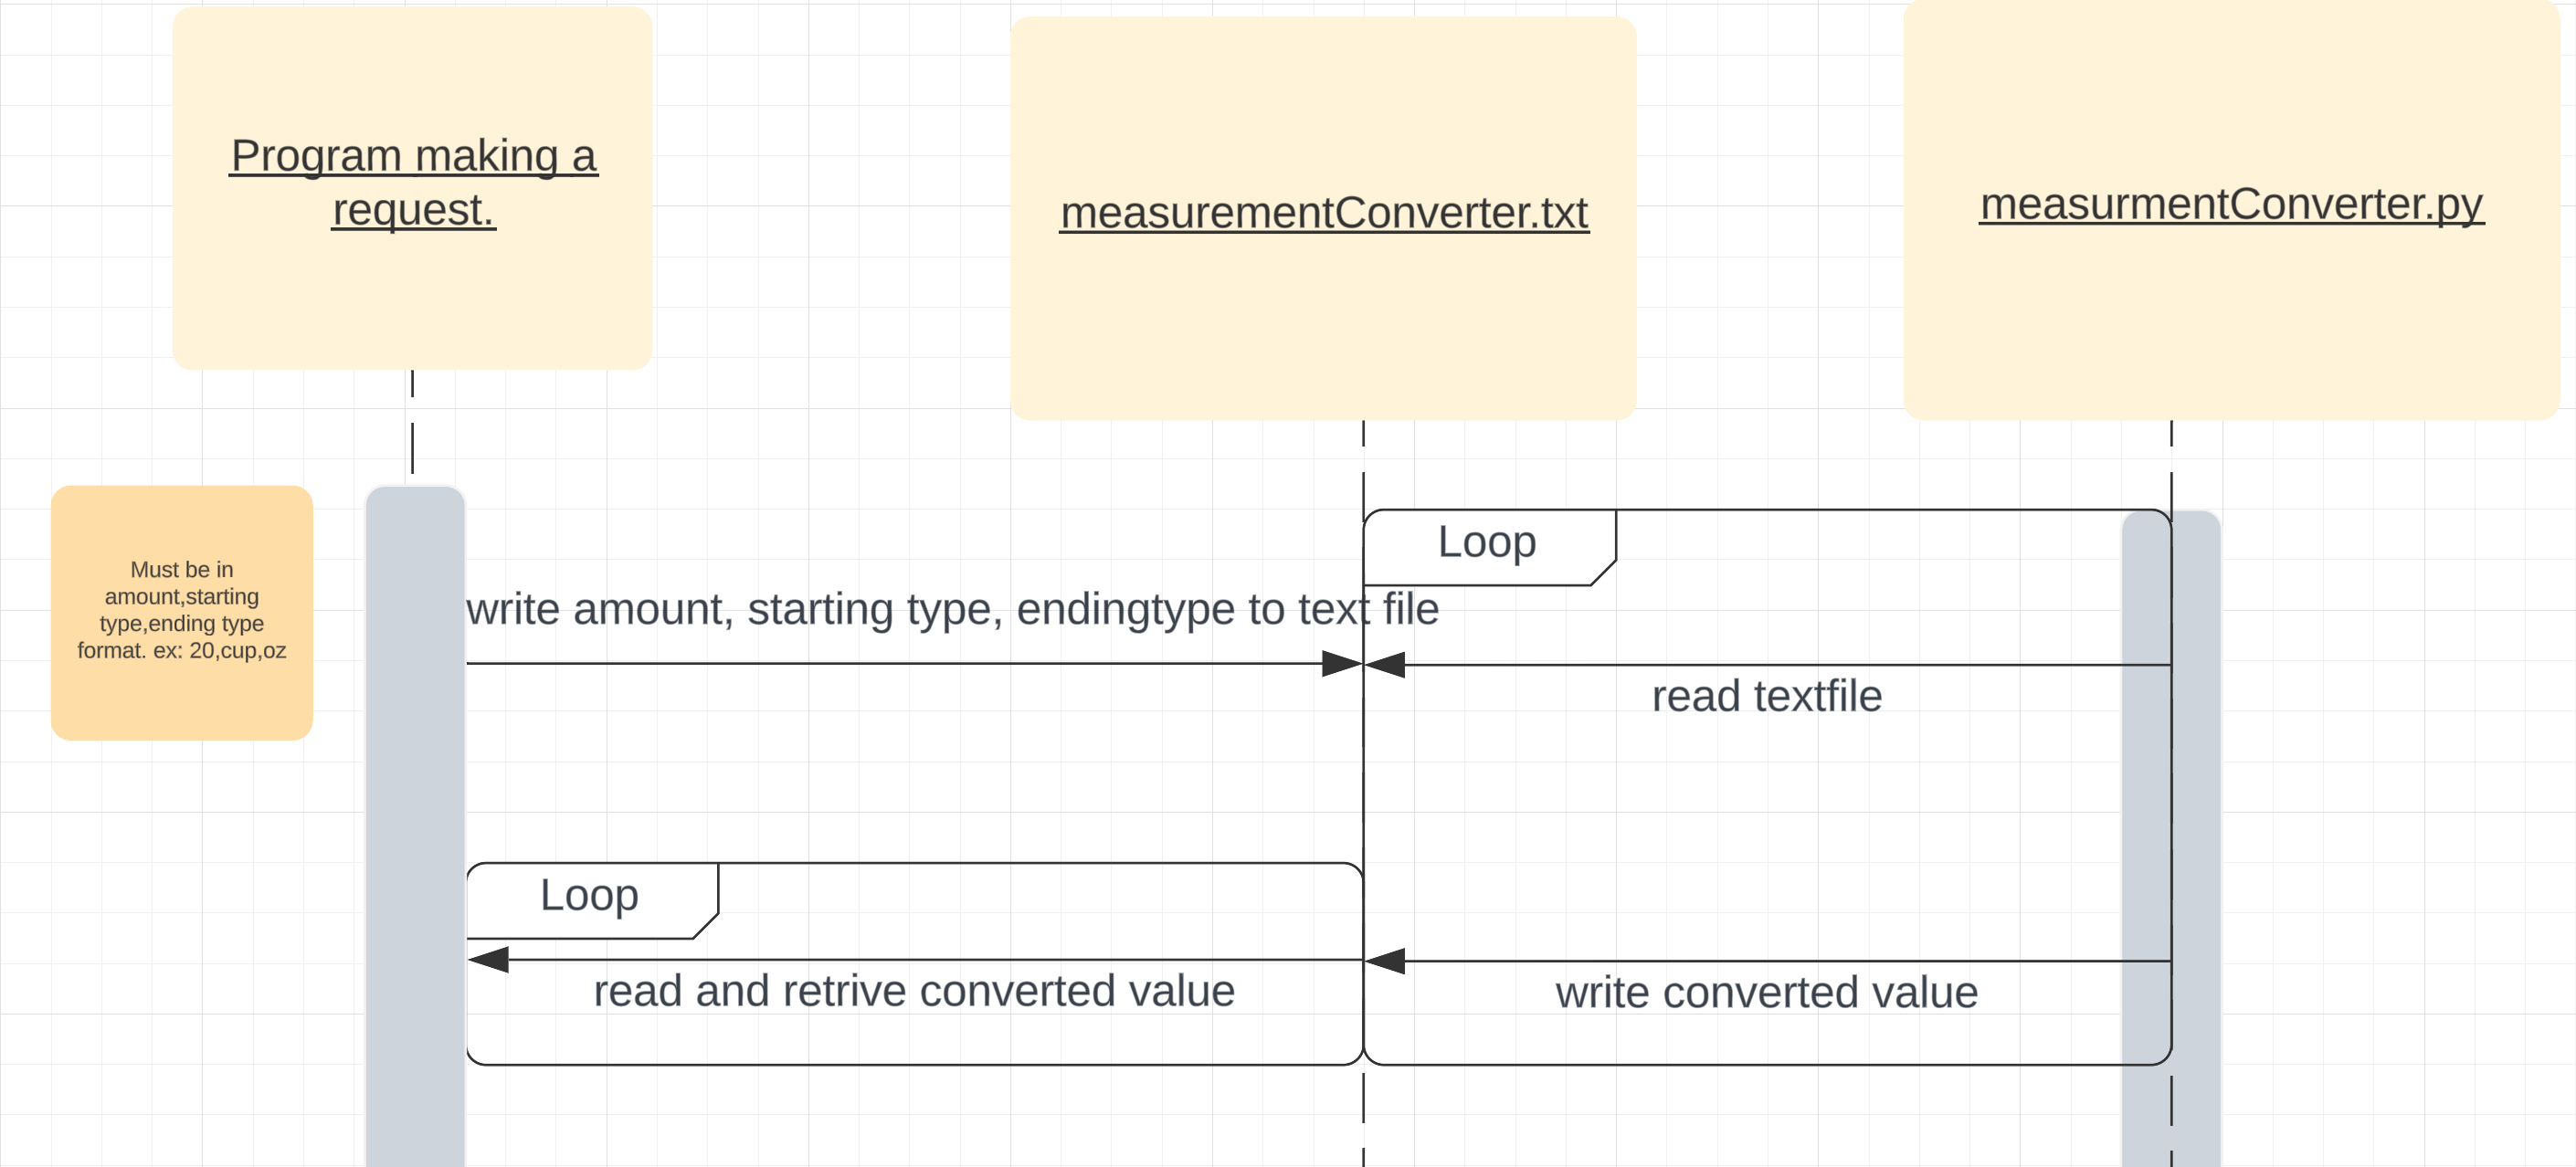 Program making a
request.
measurementConverter.txt
measurmentConverter.py
Must be in
amount,starting
type,ending type
format. ex: 20,cup,oz
Loop
write amount, starting type, endingtype to text file
read textfile
Loop
read and retrive converted value
write converted value